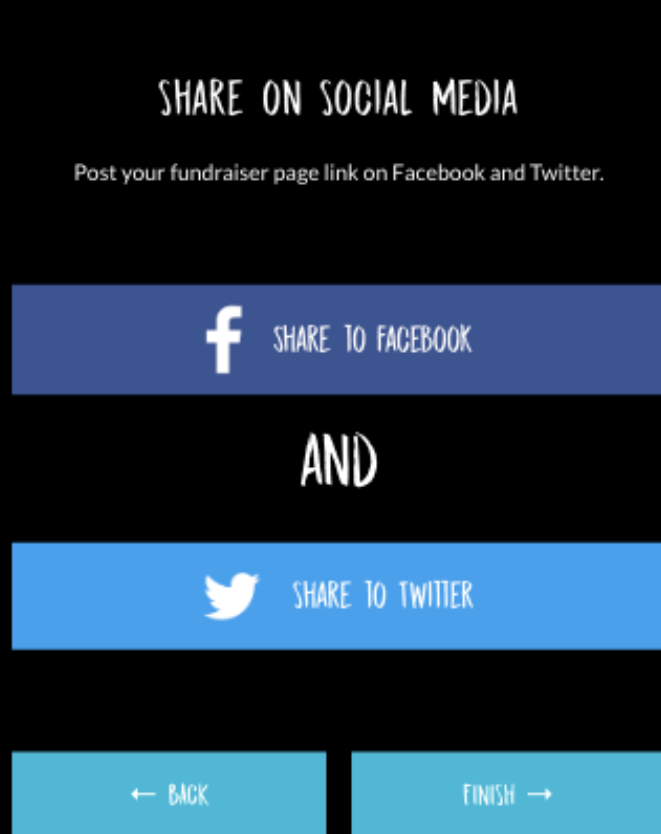 SHARE ON SOCIAL MEDIA
Post your fundraiser page link on Facebook and Twitter.
f SHARE TO FACEBOOK
AND
SHARE TO TWITTER
← BACK
FINISH →